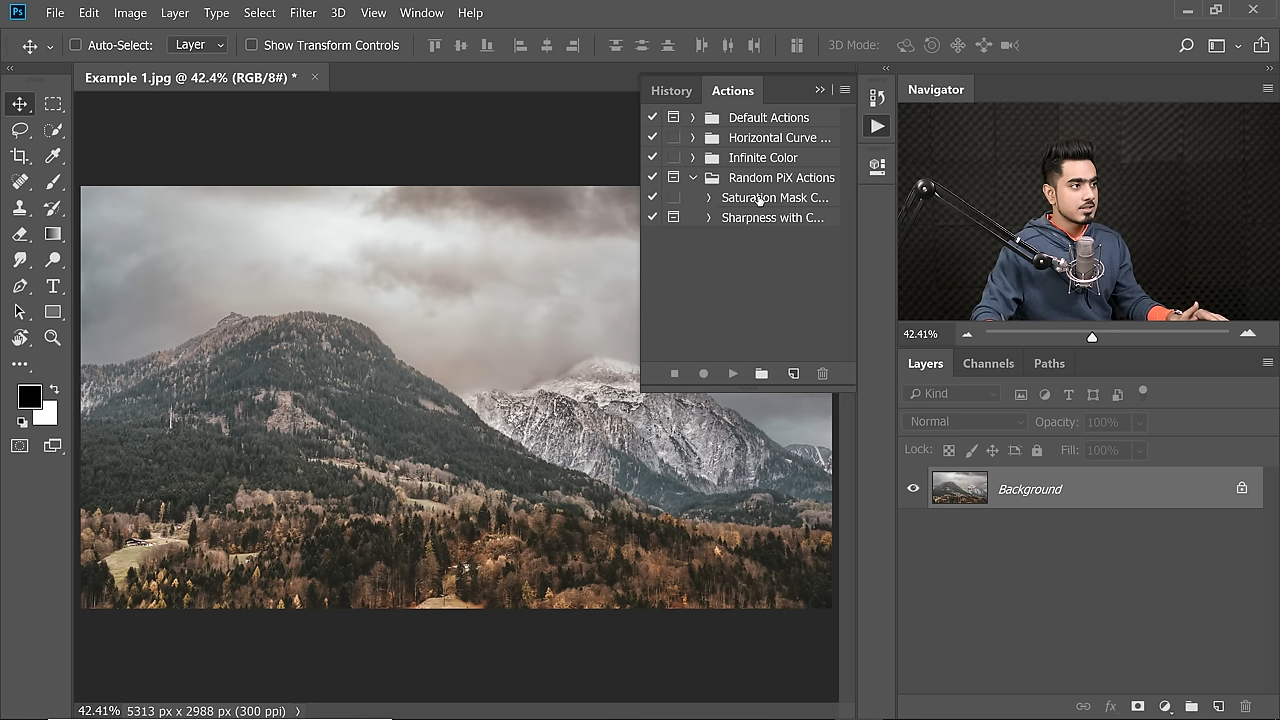 Ps File Edit Image Layer Type Select Filter 3D View Window Help
Auto-Select: Layer Show Transform Controls 3D Mode:
Example 1.jpg @ 42.4% (RGB/8#) *
History Actions
Default Actions
Horizontal Curve ...
Infinite Color
Random PiX Actions
Saturation Mask C...
Sharpness with C...
Navigator
42.41%
Layers Channels Paths
Kind
Normal Opacity: 100%
Lock: Fill: 100%
Background
fx
42.41% 5313 px x 2988 px (300 ppi)